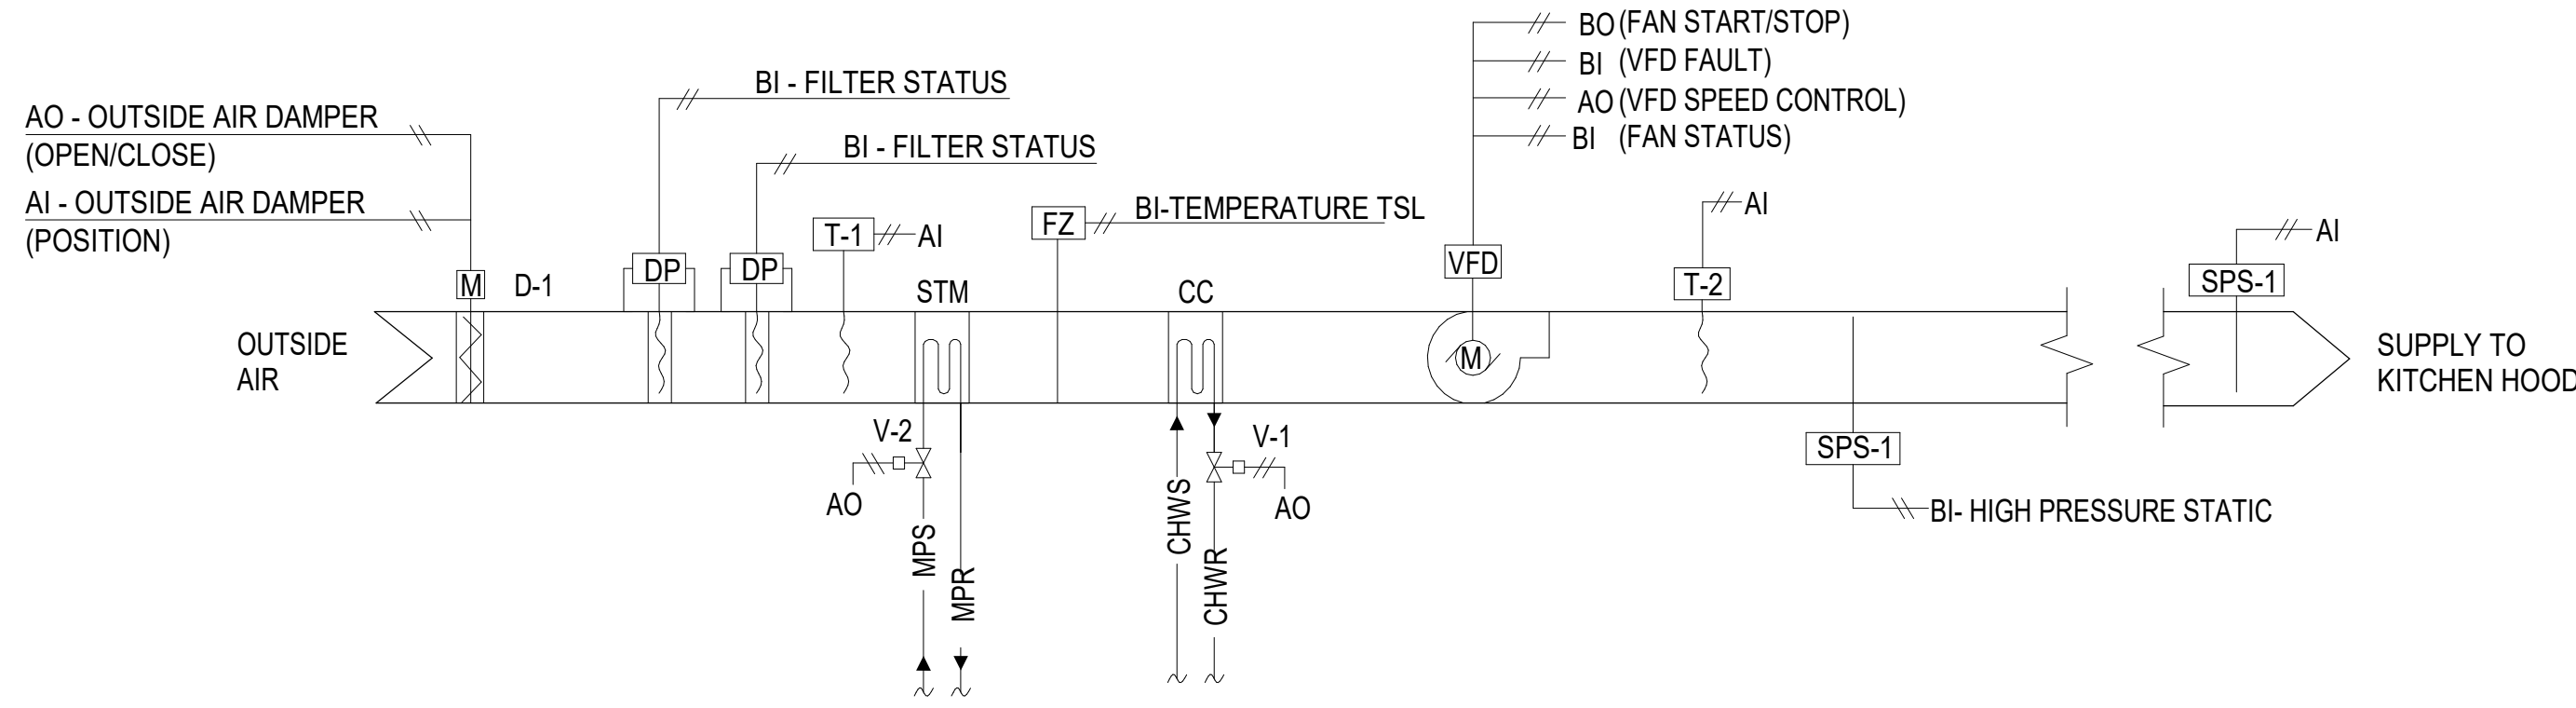 BO (FAN START/STOP)
BI (VFD FAULT)
AO (VFD SPEED CONTROL)
BI (FAN STATUS)
BI - FILTER STATUS
BI - FILTER STATUS
AO - OUTSIDE AIR DAMPER
(OPEN/CLOSE)
AI - OUTSIDE AIR DAMPER
(POSITION)
T-1
AI
FZ
BI-TEMPERATURE TSL
AI
AI
M
D-1
DP
DP
STM
CC
VFD
T-2
SPS-1
OUTSIDE
AIR
M
SUPPLY TO
KITCHEN HOOD
V-2
AO
V-1
AO
SPS-1
BI- HIGH PRESSURE STATIC
MPS
MPR
CHWS
CHWR